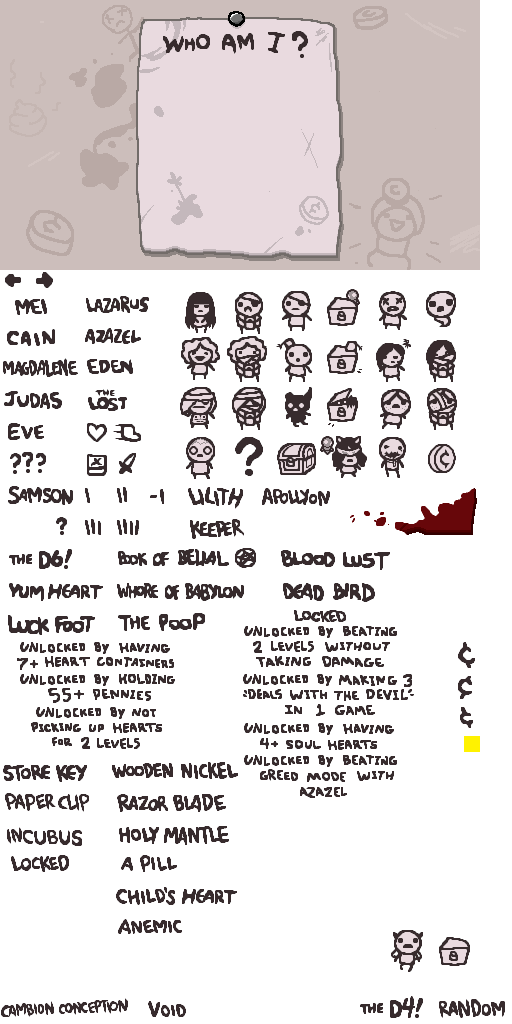 WHO AM I?
MEI LAZARUS
CAIN AZAZEL
MAGDALENE EDEN
JUDAS THE LOST
EVE
???
?
SAMSON I II -I LILITH APOLLYON
? III IIII KEEPER
THE D6! BOOK OF BELIAL BLOOD LUST
YUM HEART WHORE OF BABYLON DEAD BIRD
LUCK FOOT THE POOP
LOCKED
UNLOCKED BY BEATING
2 LEVELS WITHOUT
TAKING DAMAGE
UNLOCKED BY HAVING
7+ HEART CONTAINERS
UNLOCKED BY HOLDING
55+ PENNIES
UNLOCKED BY NOT
PICKING UP HEARTS
FOR 2 LEVELS
UNLOCKED BY MAKING 3
"DEALS WITH THE DEVIL"
IN 1 GAME
UNLOCKED BY HAVING
4+ SOUL HEARTS
UNLOCKED BY BEATING
GREED MODE WITH
AZAZEL
¢
¢
¢
STORE KEY WOODEN NICKEL
PAPER CLIP RAZOR BLADE
INCUBUS HOLY MANTLE
LOCKED A PILL
CHILD'S HEART
ANEMIC
CAMBION CONCEPTION VOID THE D4! RANDOM